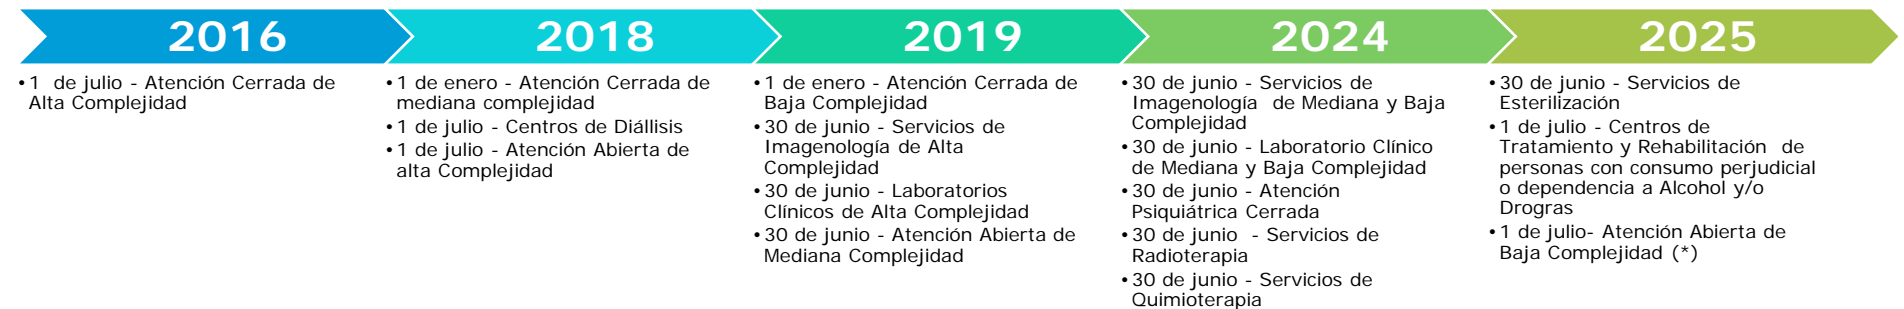 2016
• 1 de julio - Atención Cerrada de
Alta Complejidad
2018
• 1 de enero - Atención Cerrada de
mediana complejidad
• 1 de julio - Centros de Diállisis
• 1 de julio - Atención Abierta de
alta Complejidad
2019
• 1 de enero - Atención Cerrada de
Baja Complejidad
• 30 de junio - Servicios de
Imagenología de Alta
Complejidad
• 30 de junio - Laboratorios
Clínicos de Alta Complejidad
• 30 de junio - Atención Abierta de
Mediana Complejidad
2024
• 30 de junio - Servicios de
Imagenología de Mediana y Baja
Complejidad
• 30 de junio - Laboratorio Clínico
de Mediana y Baja Complejidad
• 30 de junio - Atención
Psiquiátrica Cerrada
• 30 de junio - Servicios de
Radioterapia
• 30 de junio - Servicios de
Quimioterapia
2025
• 30 de junio - Servicios de
Esterilización
• 1 de julio - Centros de
Tratamiento y Rehabilitación de
personas con consumo perjudicial
o dependencia a Alcohol y/o
Drogras
• 1 de julio- Atención Abierta de
Baja Complejidad (*)